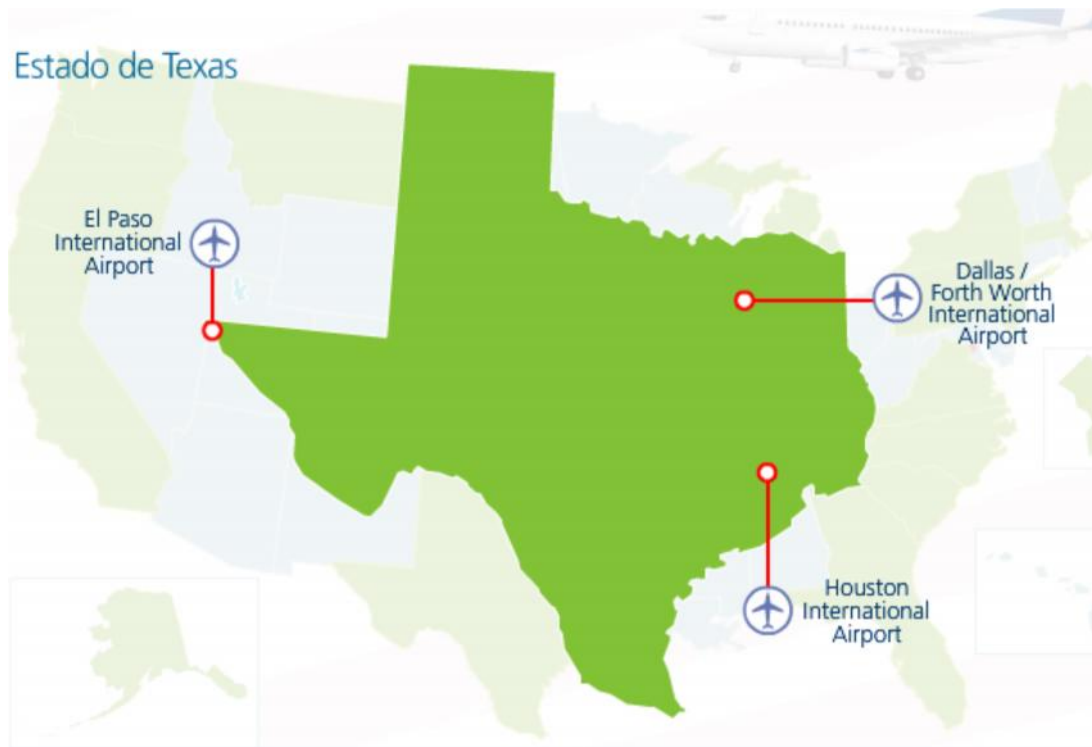 Estado de Texas
El Paso
International
Airport
Dallas /
Forth Worth
International
Airport
Houston
International
Airport